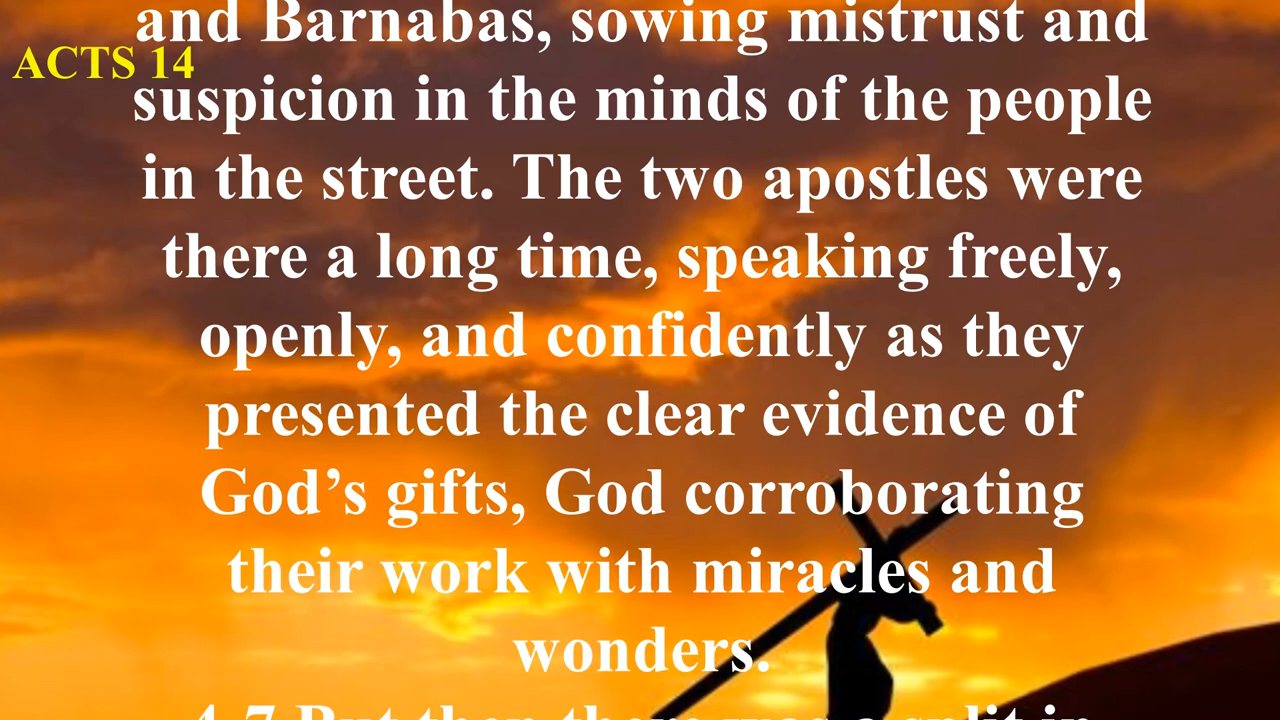 and Barnabas, sowing mistrust and
ACTS 14
suspicion in the minds of the people
in the street. The two apostles were
there a long time, speaking freely,
openly, and confidently as they
presented the clear evidence of
God’s gifts, God corroborating
their work with miracles and
wonders.
4-7 But then there was a split in